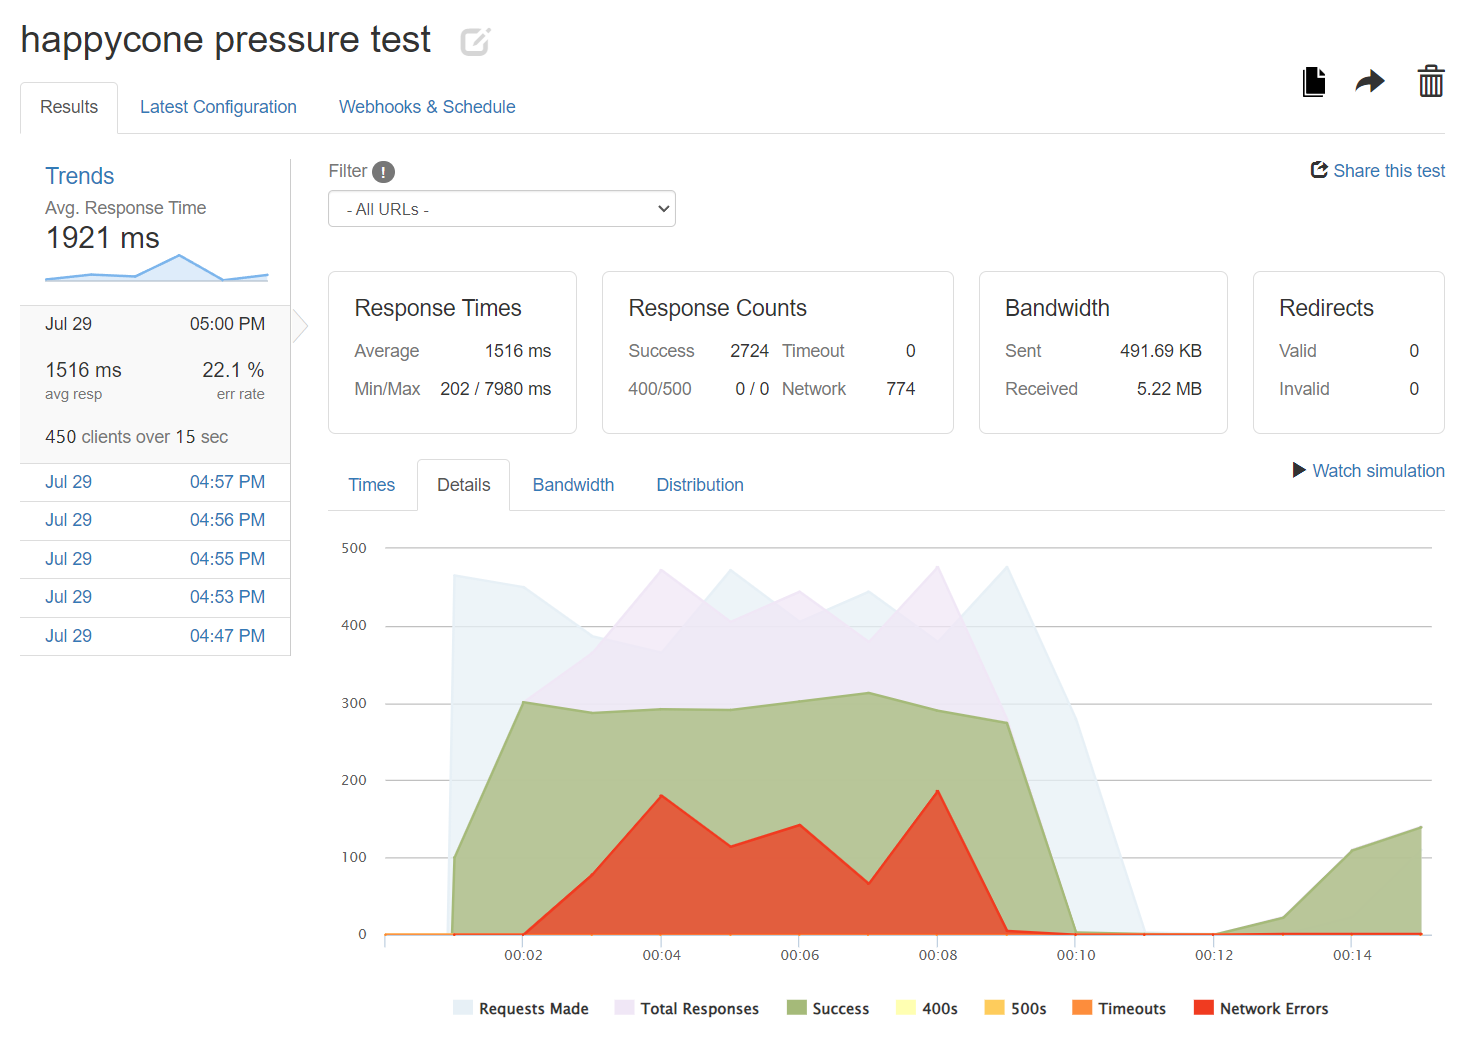 happycone pressure test
Results Latest Configuration Webhooks & Schedule
Trends
Avg. Response Time
1921 ms
Jul 29 05:00 PM
1516 ms 22.1 %
avg resp err rate
450 clients over 15 sec
Jul 29 04:57 PM
Jul 29 04:56 PM
Jul 29 04:55 PM
Jul 29 04:53 PM
Jul 29 04:47 PM
Filter !
Share this test
- All URLs -
Response Times
Average 1516 ms
Min/Max 202 / 7980 ms
Response Counts
Success 2724 Timeout 0
400/500 0 / 0 Network 774
Bandwidth
Sent 491.69 KB
Received 5.22 MB
Redirects
Valid 0
Invalid 0
Times Details Bandwidth Distribution
Watch simulation
500
400
300
200
100
0
00:02 00:04 00:06 00:08 00:10 00:12 00:14
Requests Made Total Responses Success 400s 500s Timeouts Network Errors